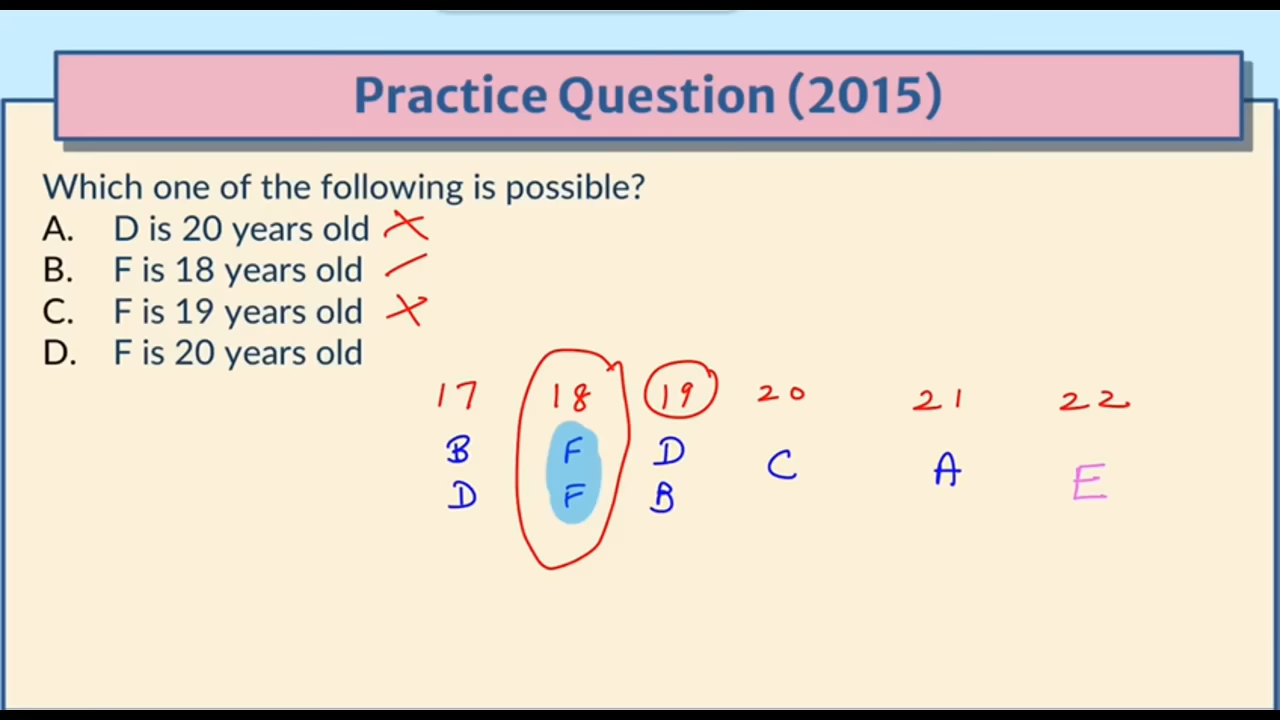 Practice Question (2015)
Which one of the following is possible?
A. D is 20 years old
B. F is 18 years old
C. F is 19 years old
D. F is 20 years old
17 18 19 20 21 22
B F D C A E
D F B